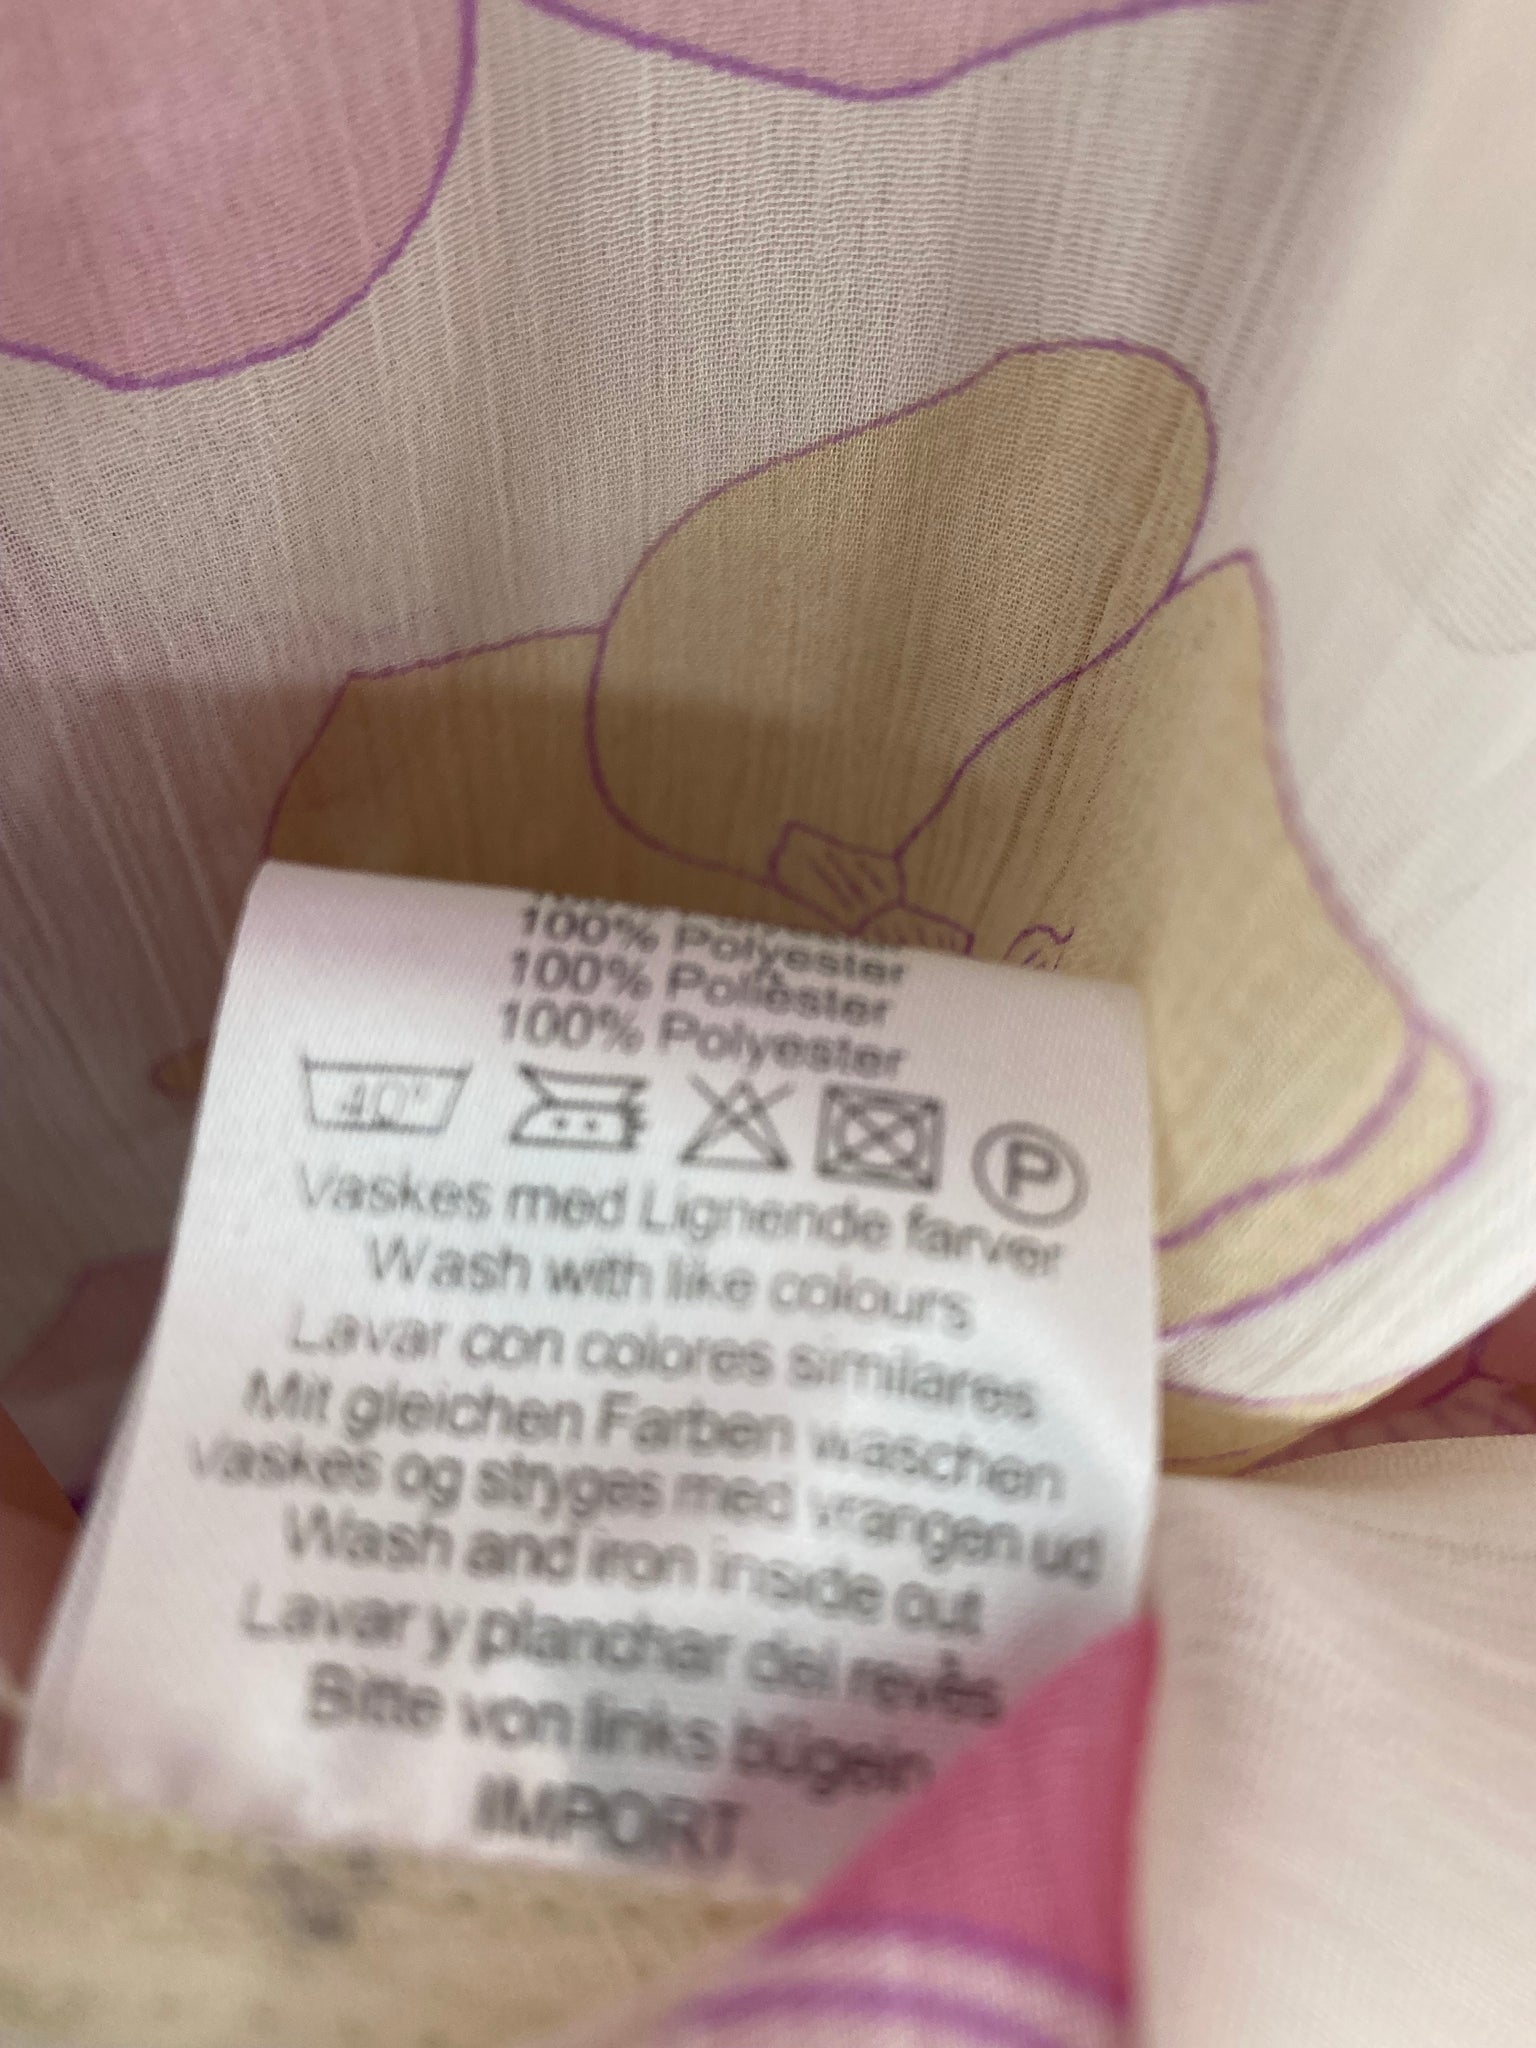 100% Polyester
100% Poliéster
100% Polyester
40°
P
Vaskes med Lignende farver
Wash with like colours
Lavar con colores similares
Mit gleichen Farben waschen
Vaskes og stryges med vrangen ud
Wash and iron inside out
Lavar y planchar del revès
Bitte von links bügein
IMPORT